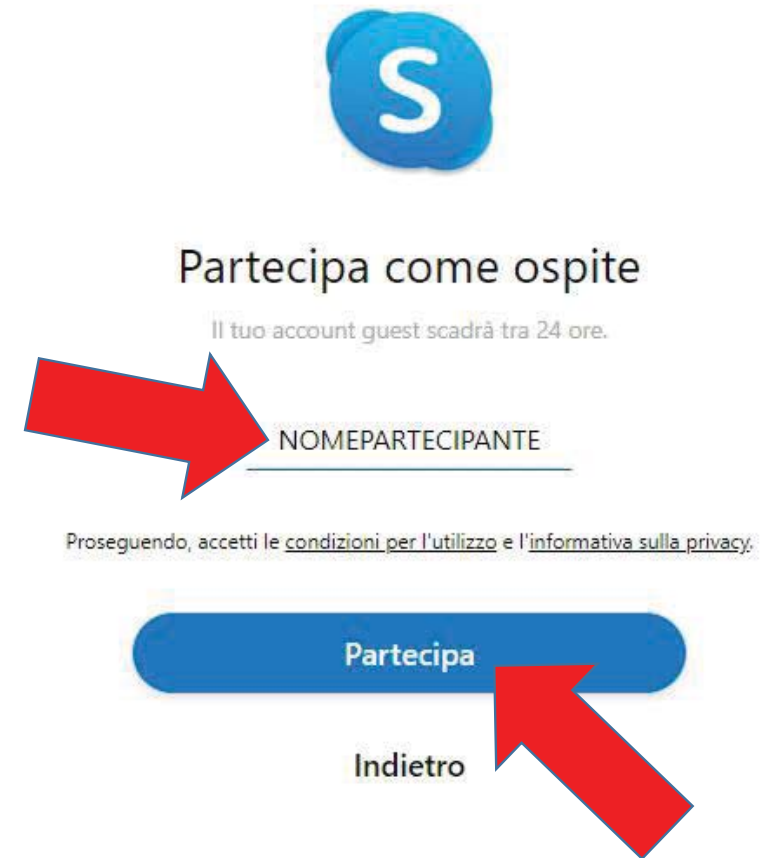 S
Partecipa come ospite
Il tuo account guest scadrà tra 24 ore.
NOMEPARTECIPANTE
Proseguendo, accetti le condizioni per l'utilizzo e l'informativa sulla privacy.
Partecipa
Indietro